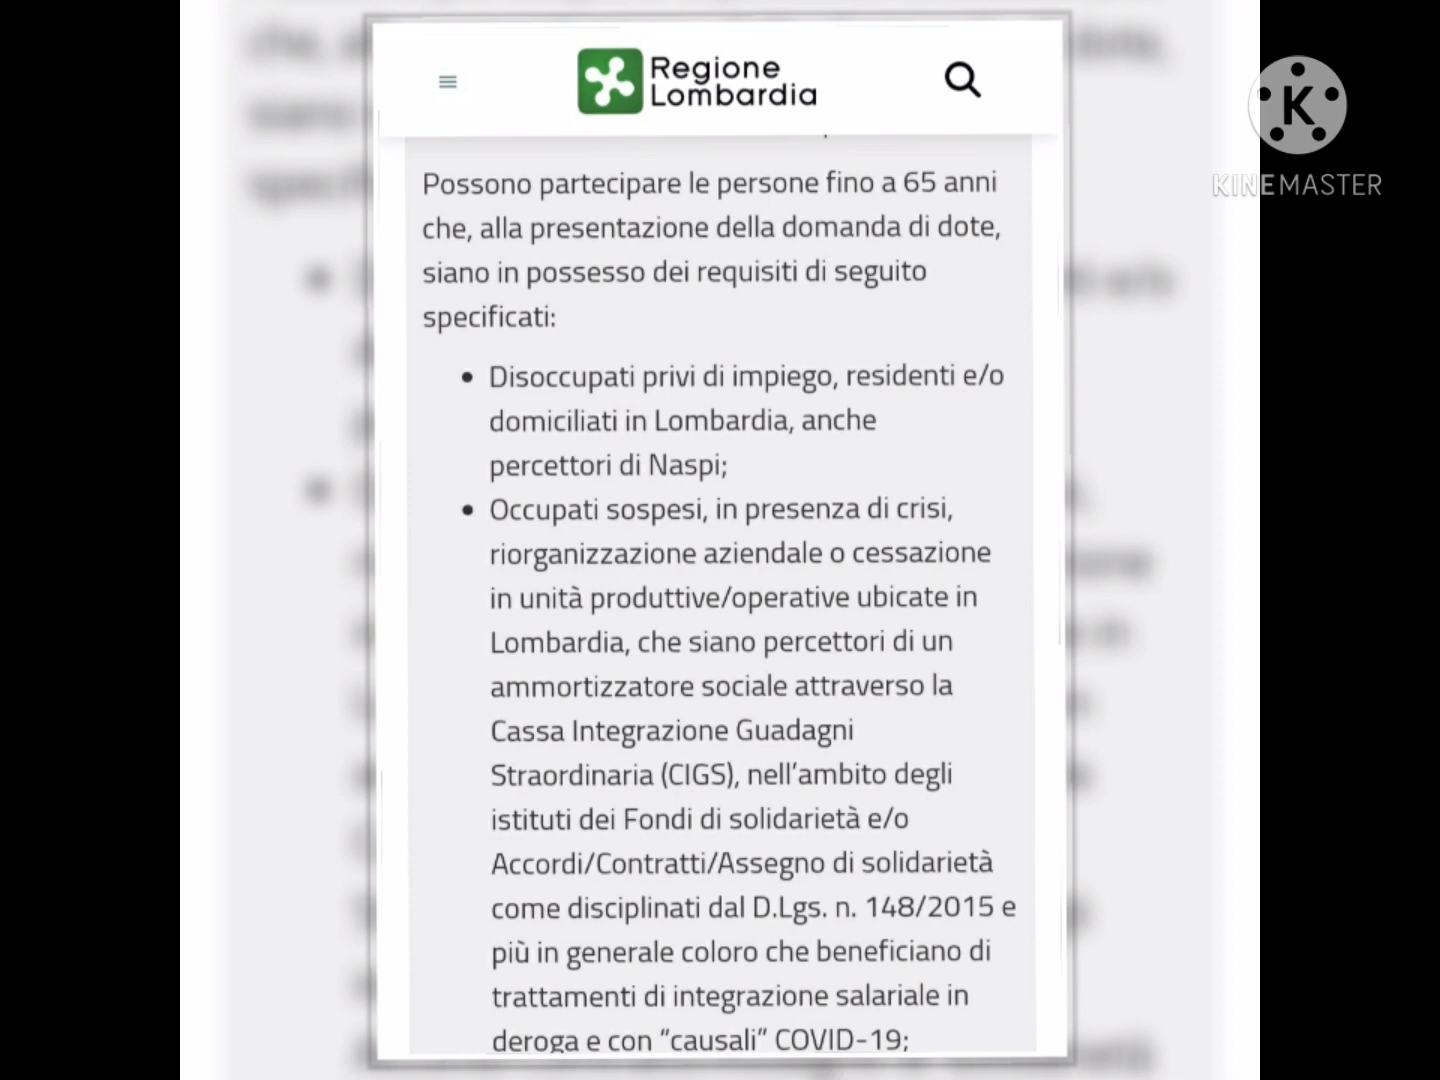 Regione
Lombardia
K
KINEMASTER
Possono partecipare le persone fino a 65 anni
che, alla presentazione della domanda di dote,
siano in possesso dei requisiti di seguito
specificati:
• Disoccupati privi di impiego, residenti e/o
domiciliati in Lombardia, anche
percettori di Naspi;
• Occupati sospesi, in presenza di crisi,
riorganizzazione aziendale o cessazione
in unità produttive/operative ubicate in
Lombardia, che siano percettori di un
ammortizzatore sociale attraverso la
Cassa Integrazione Guadagni
Straordinaria (CIGS), nell'ambito degli
istituti dei Fondi di solidarietà e/o
Accordi/Contratti/Assegno di solidarietà
come disciplinati dal D.Lgs. n. 148/2015 e
più in generale coloro che beneficiano di
trattamenti di integrazione salariale in
deroga e con "causali" COVID-19;